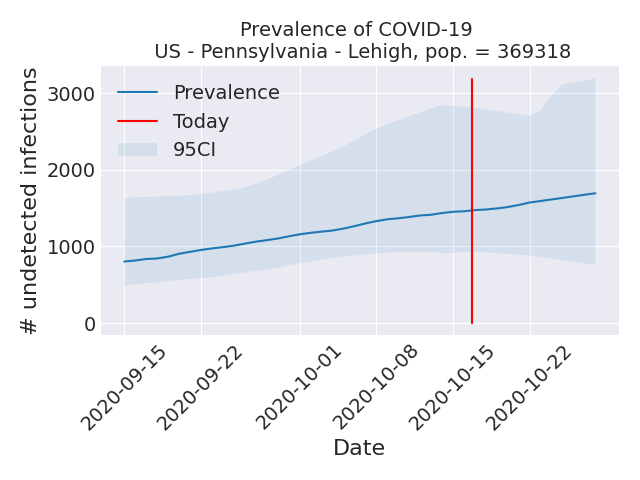 Prevalence of COVID-19
US - Pennsylvania - Lehigh, pop. = 369318
# undetected infections
3000
2000
1000
0
Prevalence
Today
95CI
2020-09-15
2020-09-22
2020-10-01
2020-10-08
2020-10-15
2020-10-22
Date